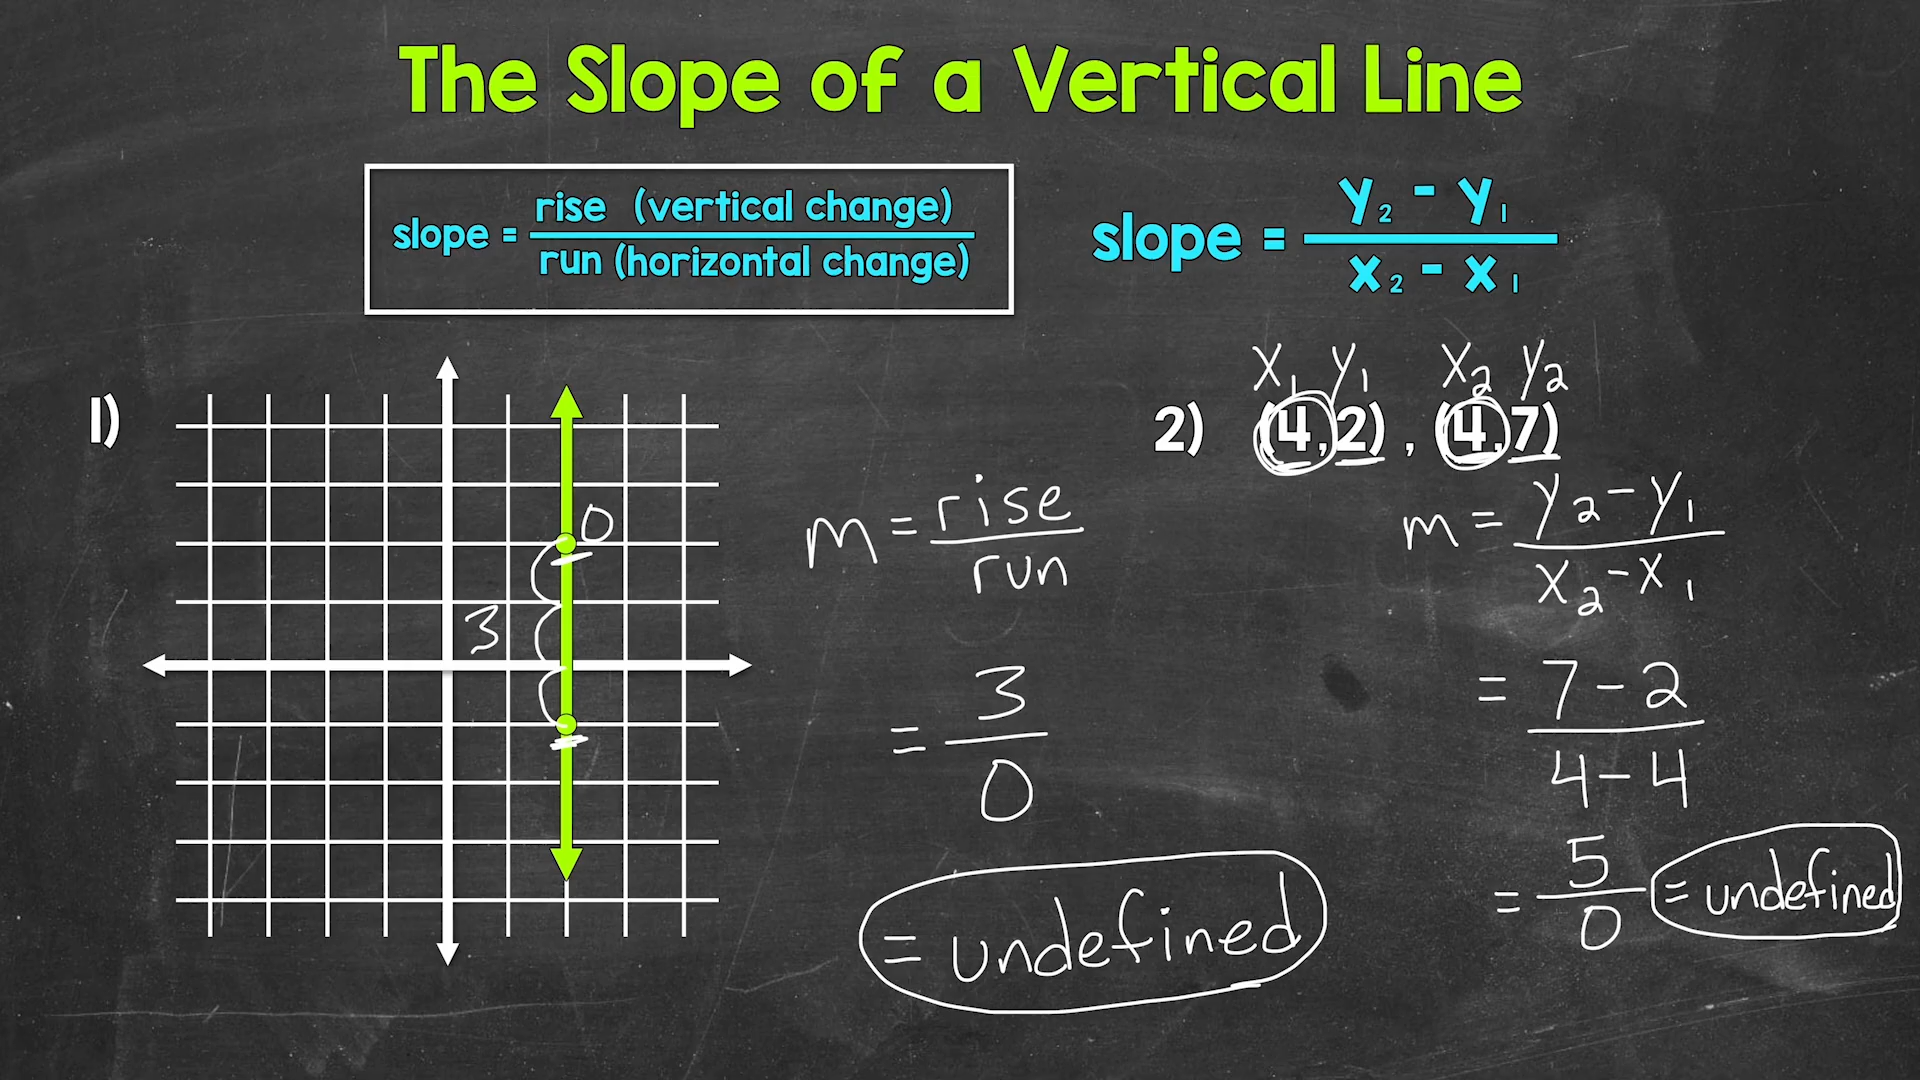 The Slope of a Vertical Line
slope = rise (vertical change)
run (horizontal change)
slope = y₂ - y₁
x₂ - x₁
1)
0
3
m = rise
run
= 3
0
= undefined
x₁ y₁ x₂ y₂
2) (4,2) , (4,7)
m = y₂ - y₁
x₂ - x₁
= 7 - 2
4 - 4
= 5
0
= undefined